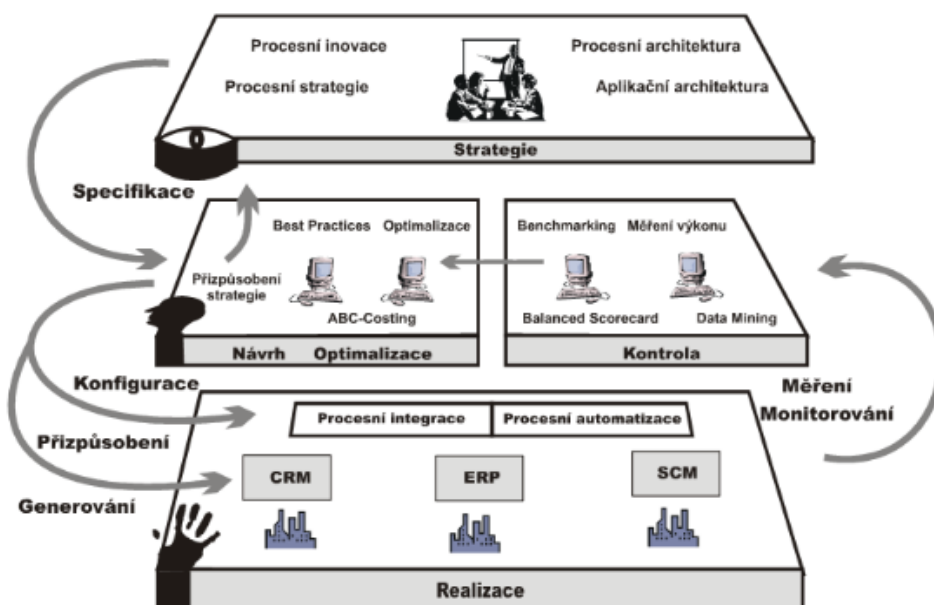 Procesní inovace
Procesní architektura
Procesní strategie
Aplikační architektura
Strategie
Specifikace
Best Practices
Optimalizace
Benchmarking
Měření výkonu
Přizpůsobení
strategie
ABC-Costing
Balanced Scorecard
Data Mining
Návrh
Optimalizace
Kontrola
Konfigurace
Měření
Monitorování
Procesní integrace
Procesní automatizace
Přizpůsobení
CRM
ERP
SCM
Generování
Realizace